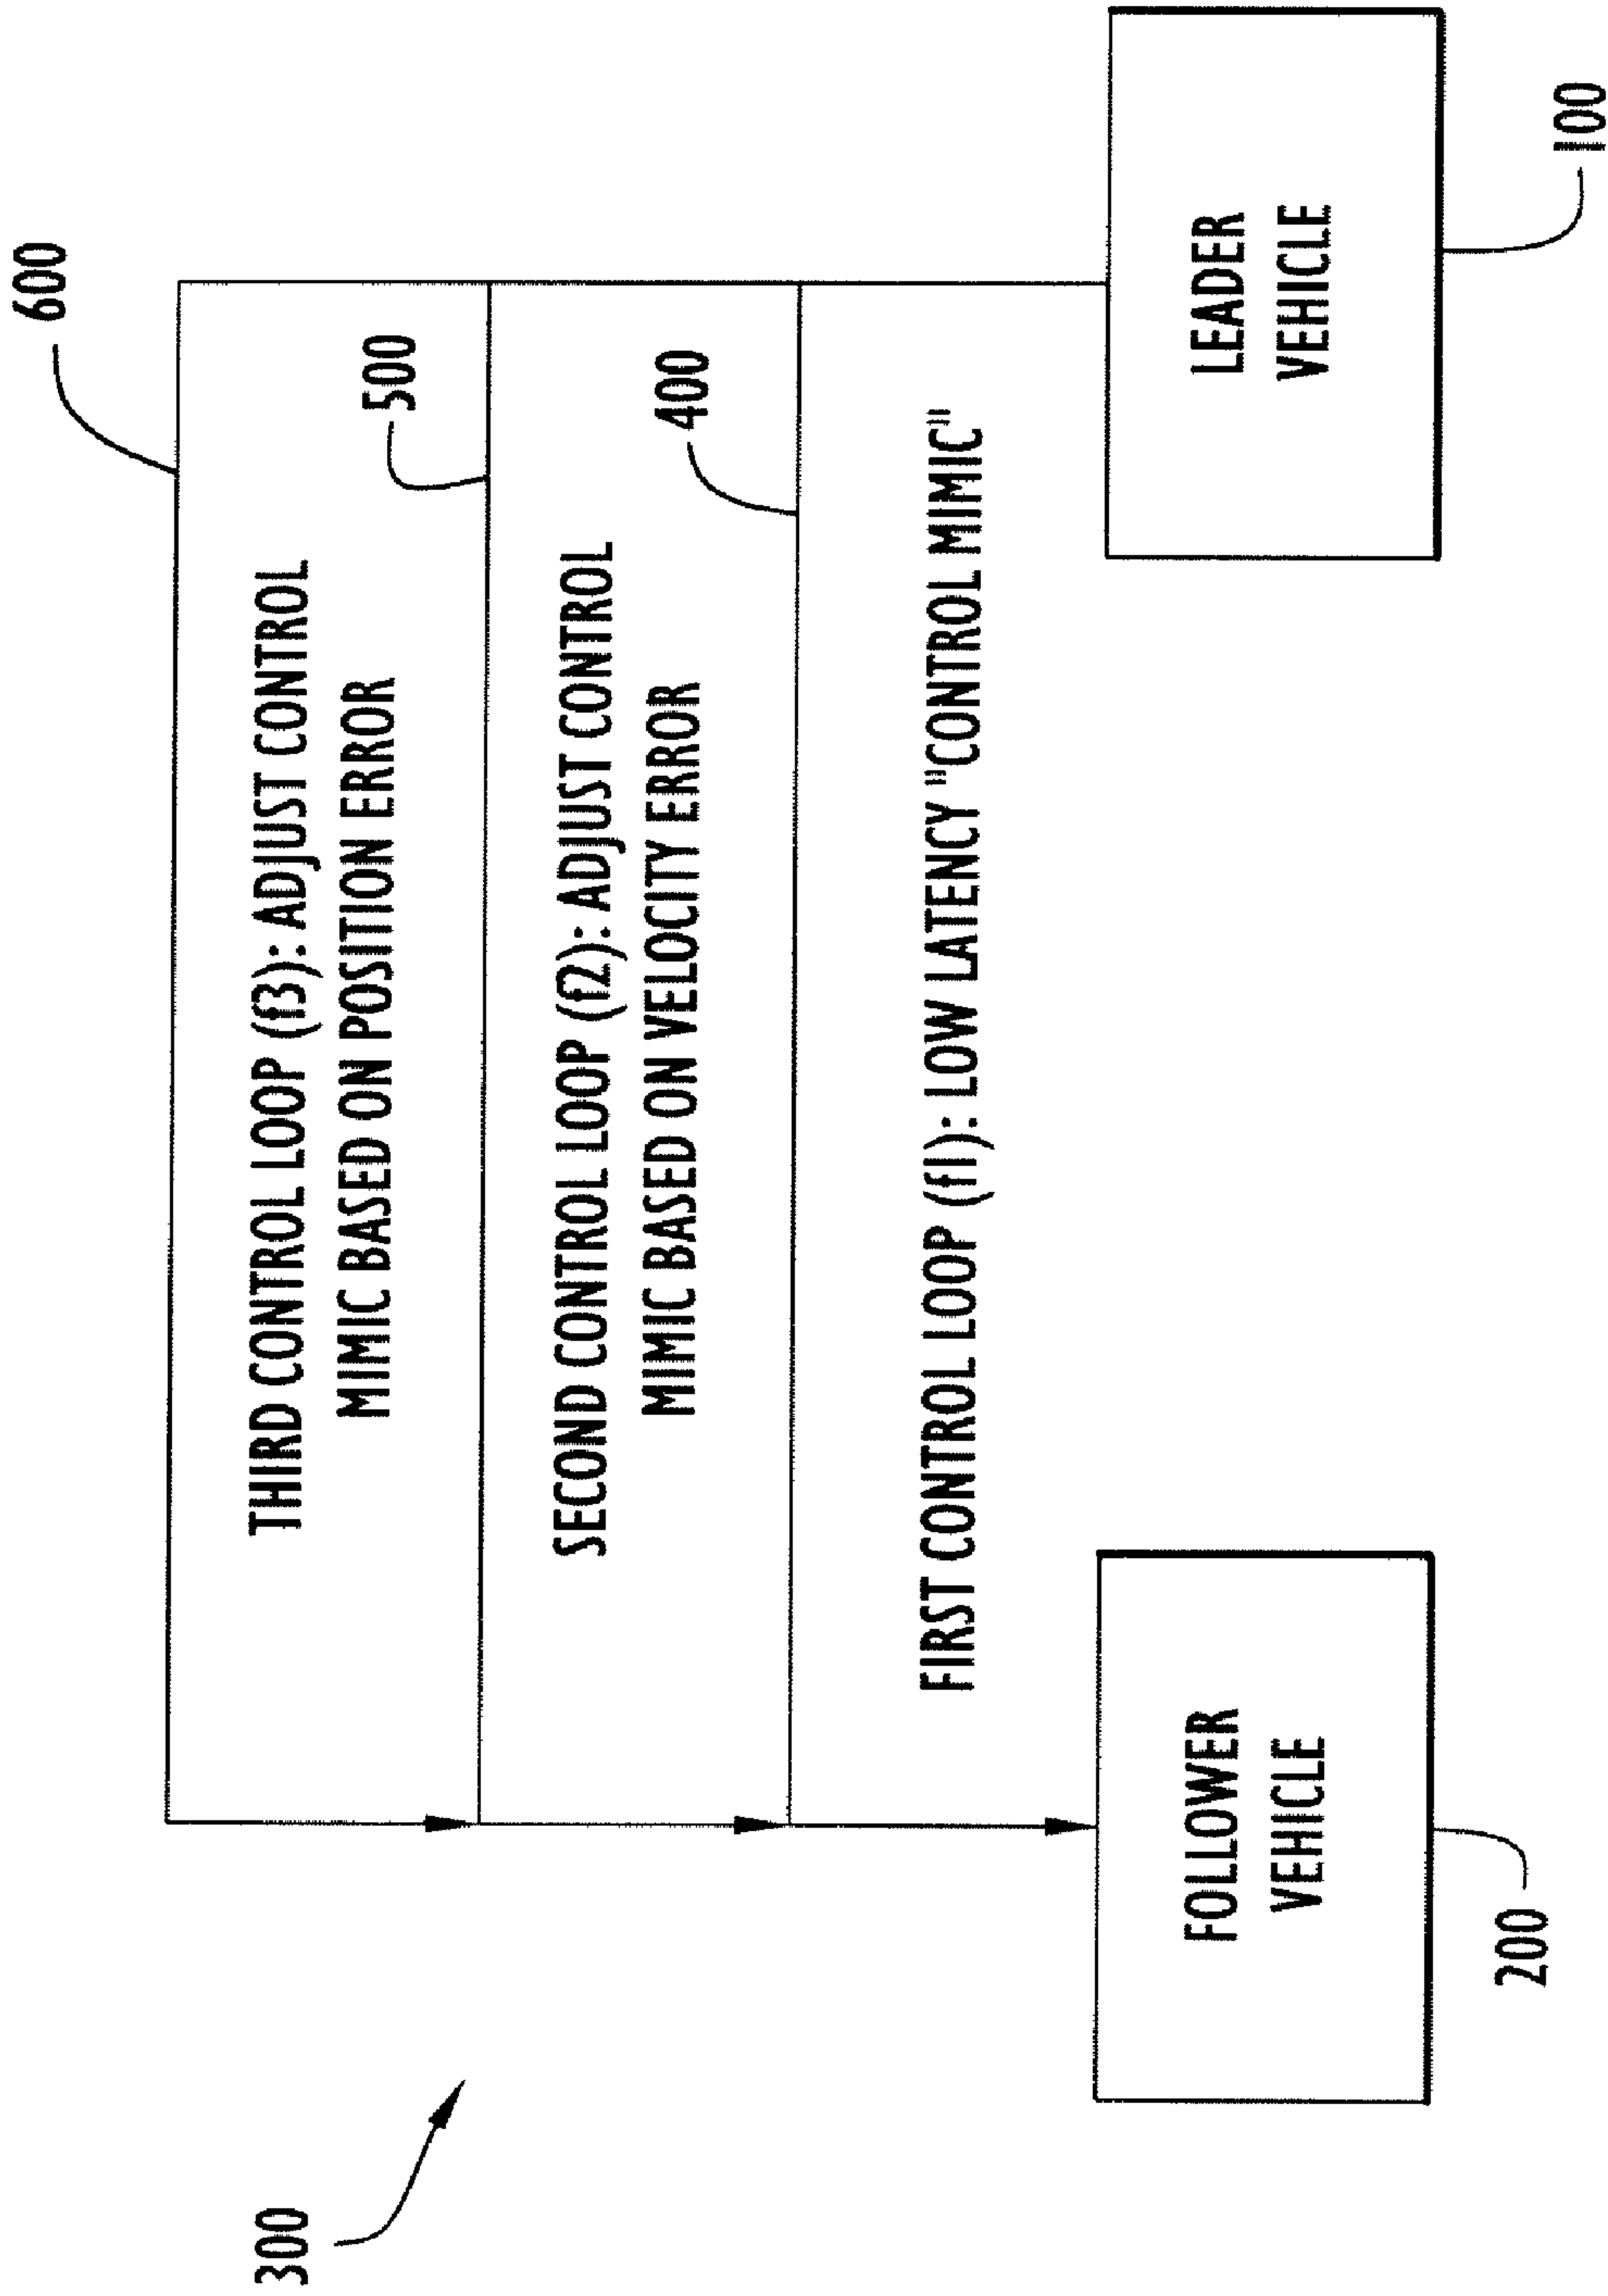 600
THIRD CONTROL LOOP (f3): ADJUST CONTROL
MIMIC BASED ON POSITION ERROR
500
SECOND CONTROL LOOP (f2): ADJUST CONTROL
MIMIC BASED ON VELOCITY ERROR
400
FIRST CONTROL LOOP (f1): LOW LATENCY "CONTROL MIMIC"
300
FOLLOWER
VEHICLE
200
LEADER
VEHICLE
100